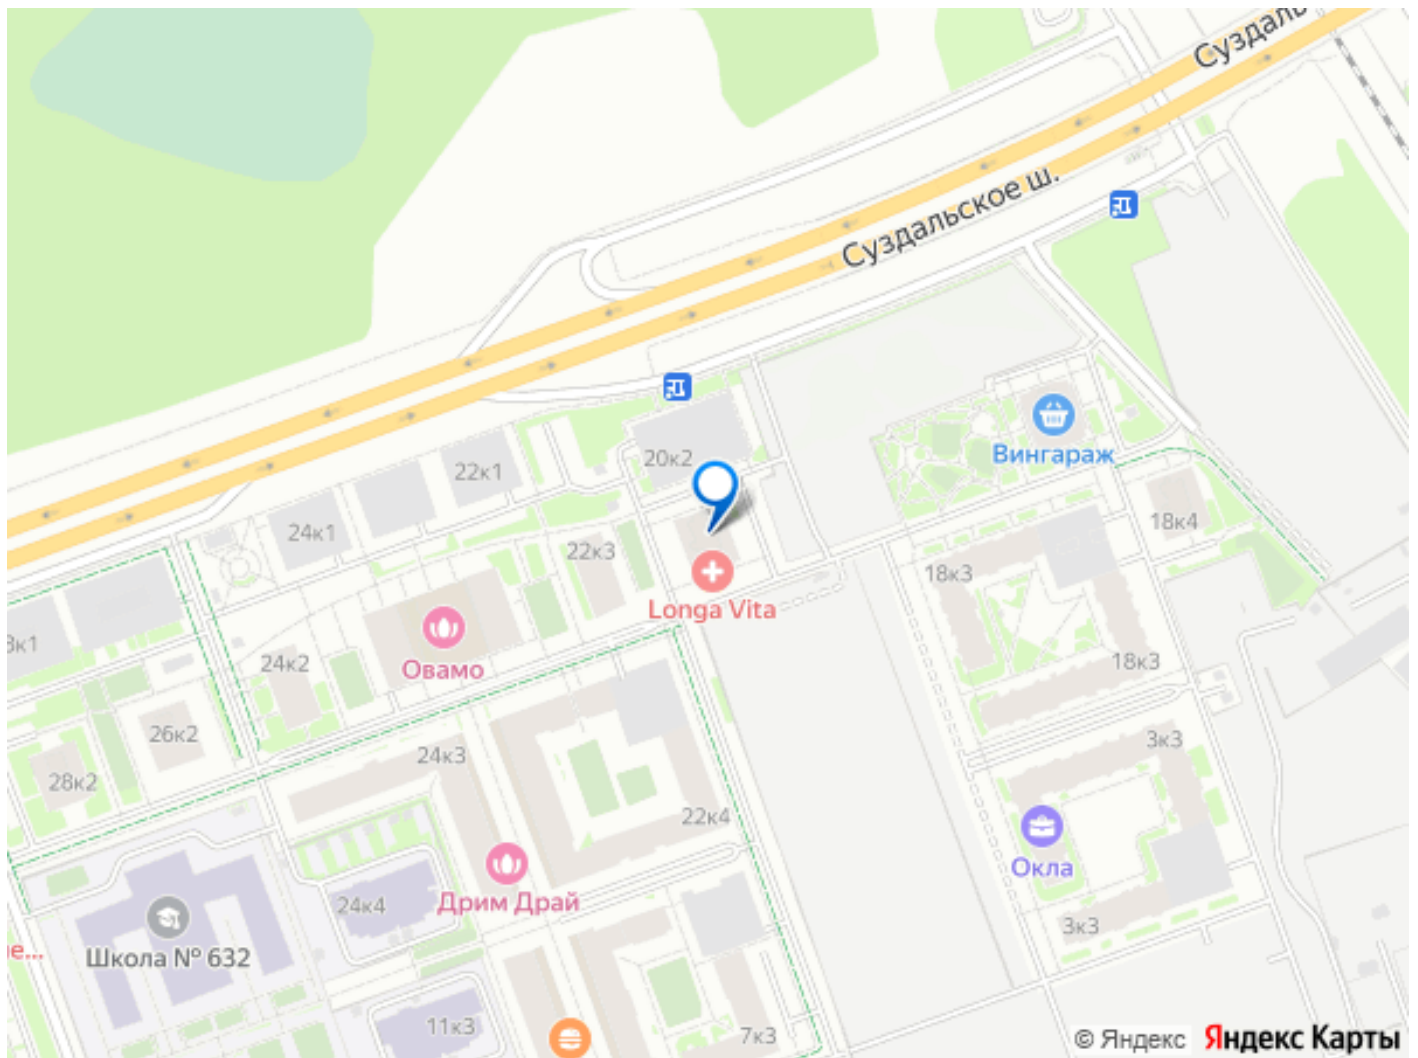 Суздаль
Суздальское ш.
20к2
Вингараж
22к1
24к1
18к4
22к3
18к3
Longa Vita
3к1
24к2
Овамо
18к3
26к2
3к3
24к3
28к2
22к4
Окла
Дрим Драй
24к4
3к3
е...
Школа № 632
11к3
7к3
© Яндекс Яндекс Карты